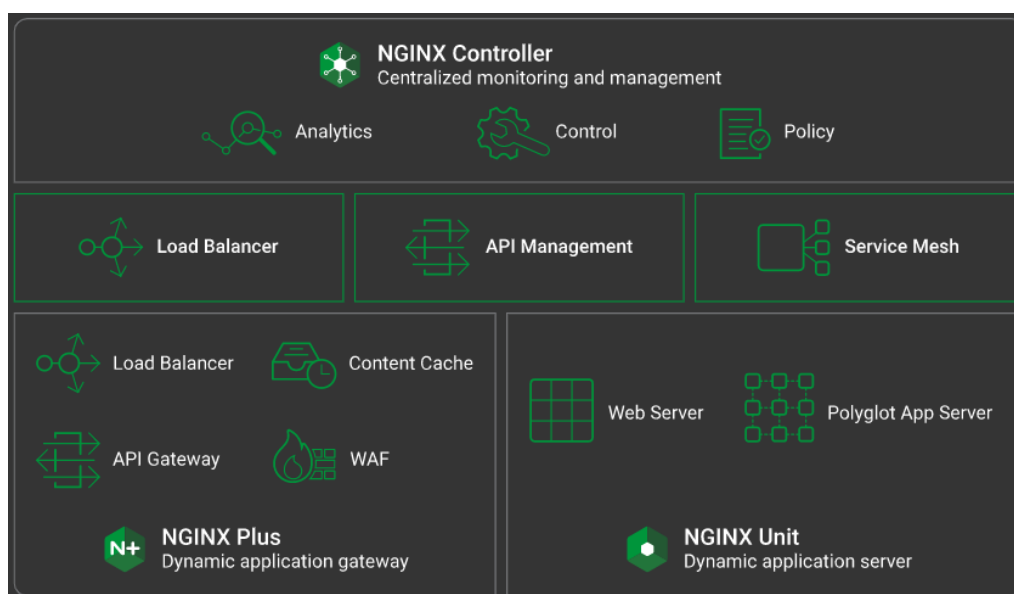 NGINX Controller
Centralized monitoring and management
Analytics
Control
Policy
Load Balancer
API Management
Service Mesh
Load Balancer
Content Cache
API Gateway
WAF
N+
NGINX Plus
Dynamic application gateway
Web Server
Polyglot App Server
NGINX Unit
Dynamic application server